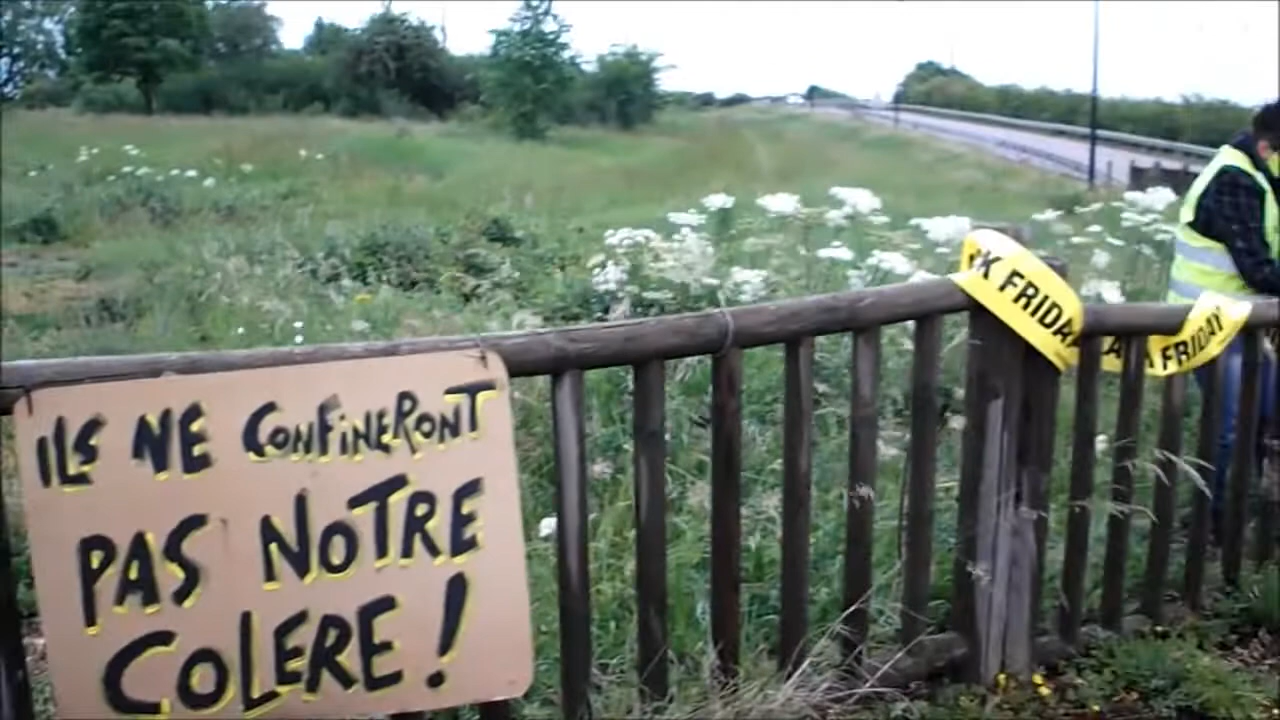 ILS NE CONFINERONT
PAS NOTRE
COLERE !
K FRIDAY
FRIDAY